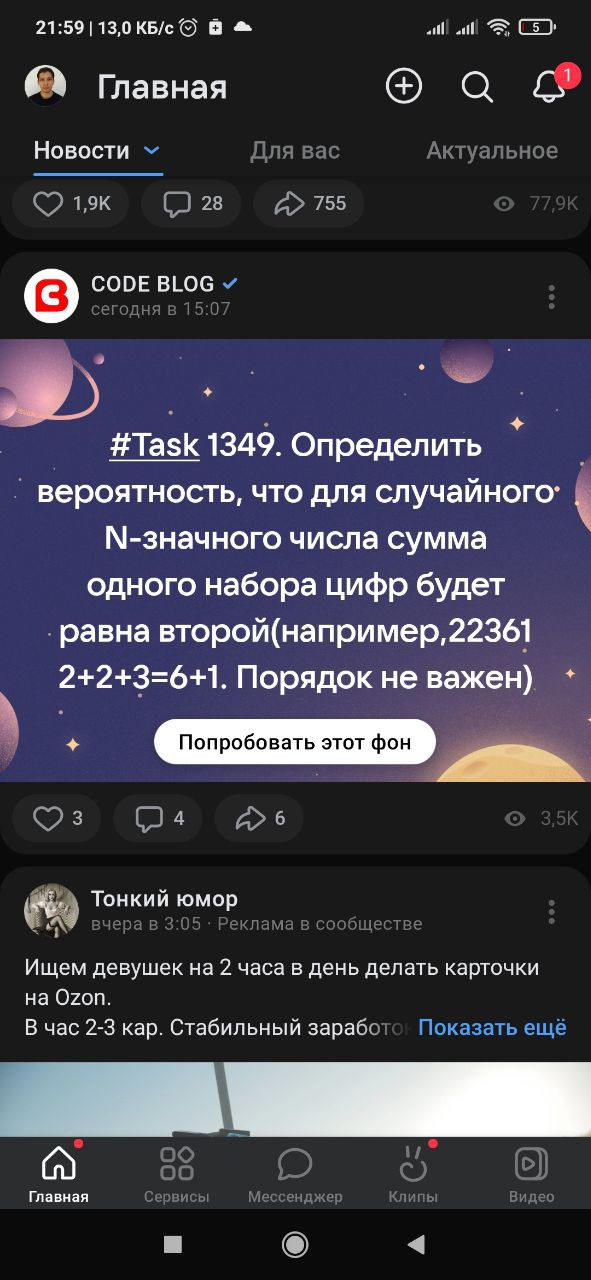 21:59 | 13,0 КБ/с 5
Главная
1
Новости Для вас Актуальное
1,9K 28 755 77,9K
CODE BLOG
сегодня в 15:07
#Task 1349. Определить
вероятность, что для случайного
N-значного числа сумма
одного набора цифр будет
равна второй(например,22361
2+2+3=6+1. Порядок не важен)
Попробовать этот фон
3 4 6 3,5K
Тонкий юмор
вчера в 3:05 · Реклама в сообществе
Ищем девушек на 2 часа в день делать карточки
на Ozon.
В час 2-3 кар. Стабильный заработок Показать ещё
Главная Сервисы Мессенджер Клипы Видео